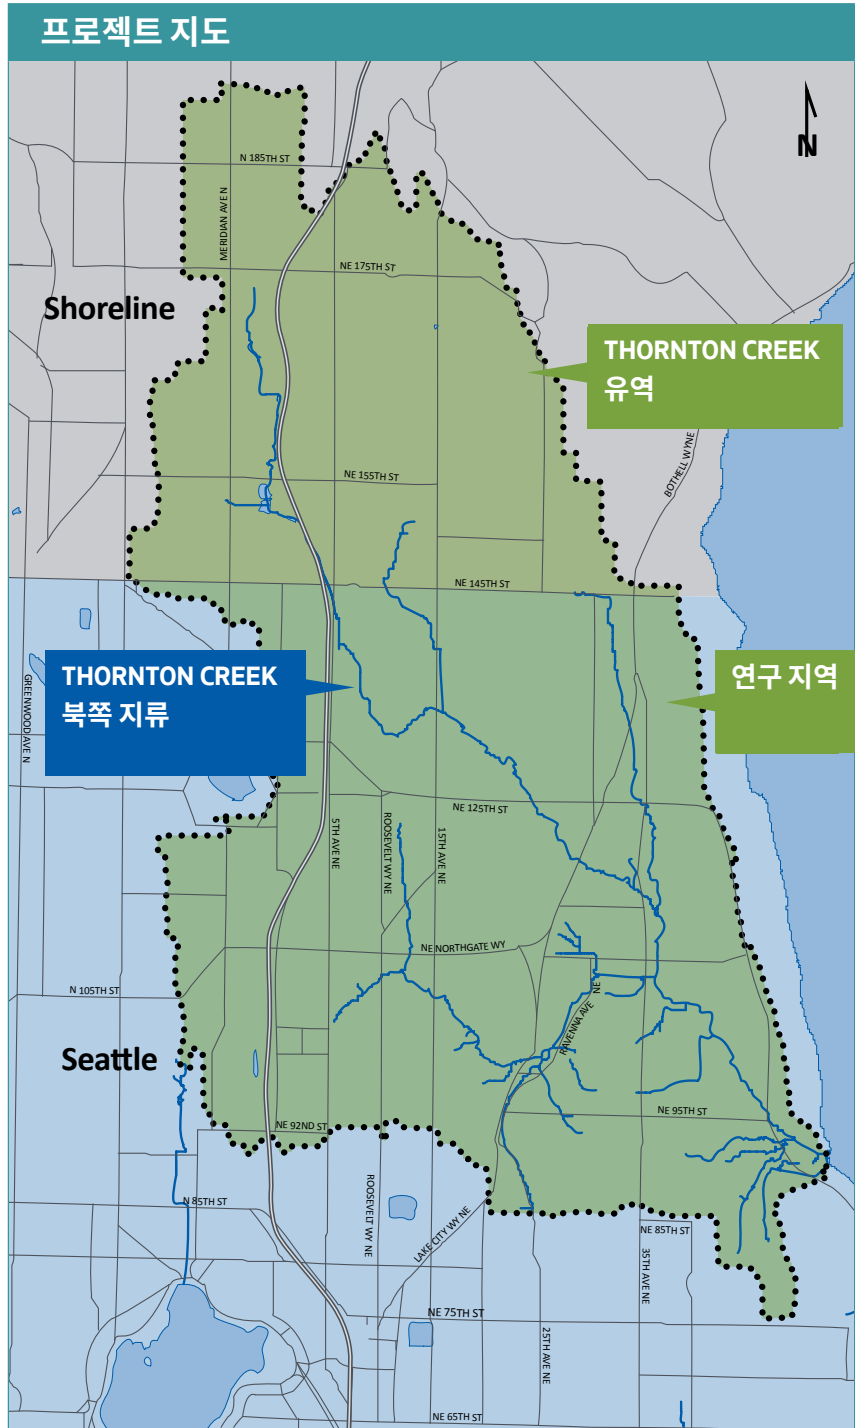 프로젝트 지도
N
N 185TH ST
MERIDIAN AVE N
NE 175TH ST
Shoreline
THORNTON CREEK
유역
BOTHELL WYNE
NE 155TH ST
NE 145TH ST
THORNTON CREEK
북쪽 지류
연구 지역
GREENWOOD AVE N
NE 125TH ST
5TH AVE NE
ROOSEVELT WY NE
15TH AVE NE
NE NORTHGATE WY
N 105TH ST
RAVENNA AVE NE
Seattle
NE 95TH ST
NE 92ND ST
ROOSEVELT WY NE
N 85TH ST
LAKE CITY WY NE
NE 85TH ST
35TH AVE NE
NE 75TH ST
25TH AVE NE
NE 65TH ST